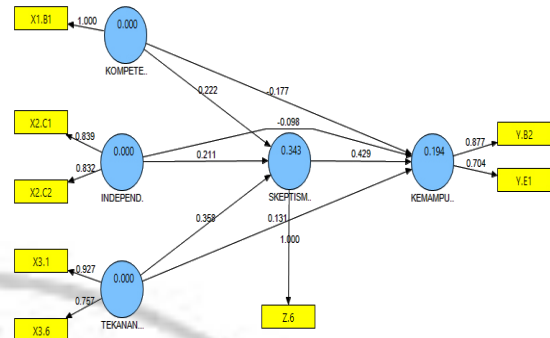 X1.B1
1.000
0.000
KOMPETE..
-0.177
0.222
X2.C1
0.839
0.000
-0.098
0.832
X2.C2
INDEPEND.
0.211
0.343
SKEPTISM..
0.429
0.194
KEMAMPU..
0.877
Y.B2
0.704
Y.E1
0.358
0.131
1.000
X3.1
0.927
0.000
0.757
X3.6
TEKANAN...
Z.6